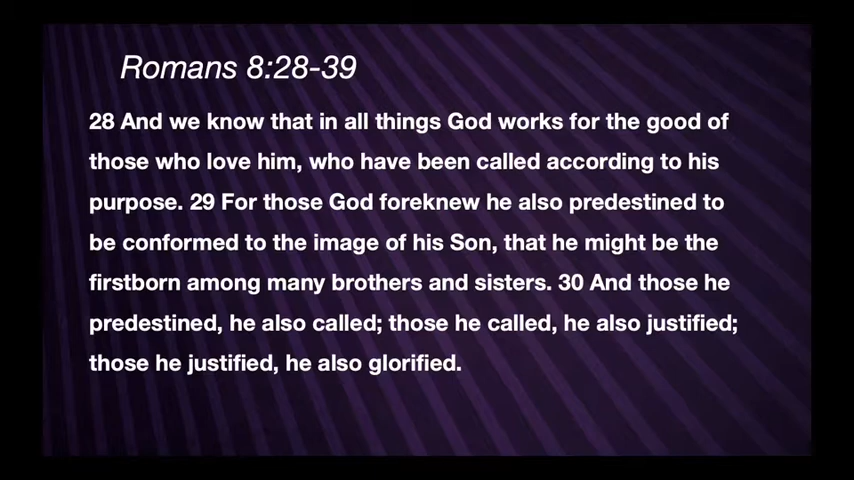 Romans 8:28-39
28 And we know that in all things God works for the good of
those who love him, who have been called according to his
purpose. 29 For those God foreknew he also predestined to
be conformed to the image of his Son, that he might be the
firstborn among many brothers and sisters. 30 And those he
predestined, he also called; those he called, he also justified;
those he justified, he also glorified.